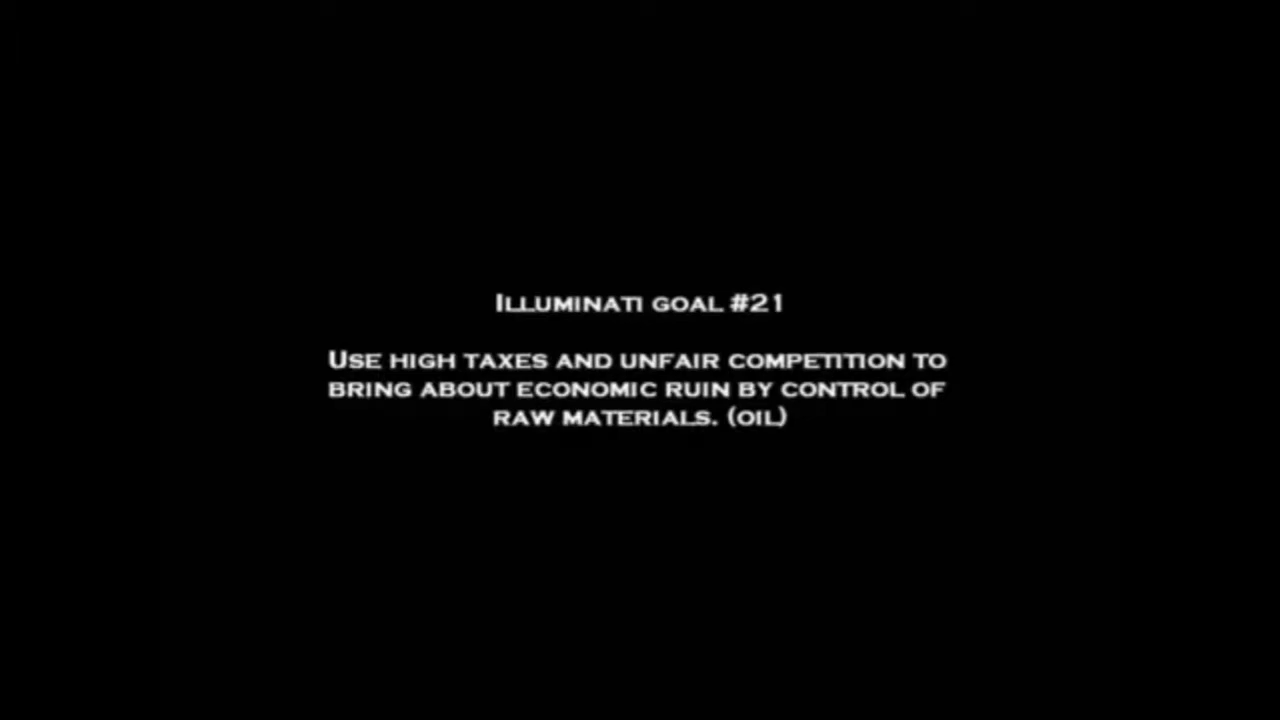 Illuminati goal #21
Use high taxes and unfair competition to
bring about economic ruin by control of
raw materials. (oil)